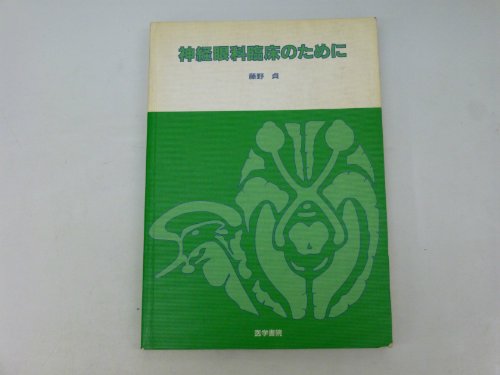 神経眼科臨床のために
藤野 貞
医学書院